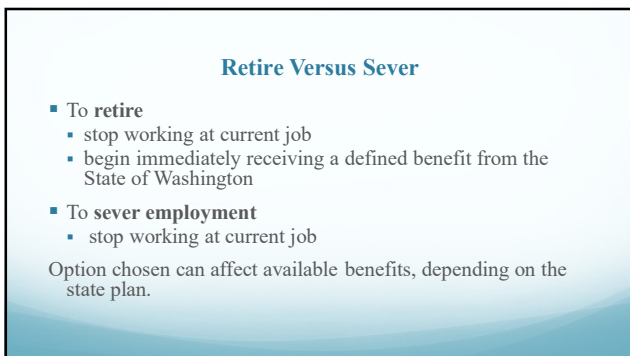 Retire Versus Sever
▪ To retire
▪ stop working at current job
▪ begin immediately receiving a defined benefit from the
State of Washington
▪ To sever employment
▪ stop working at current job
Option chosen can affect available benefits, depending on the
state plan.